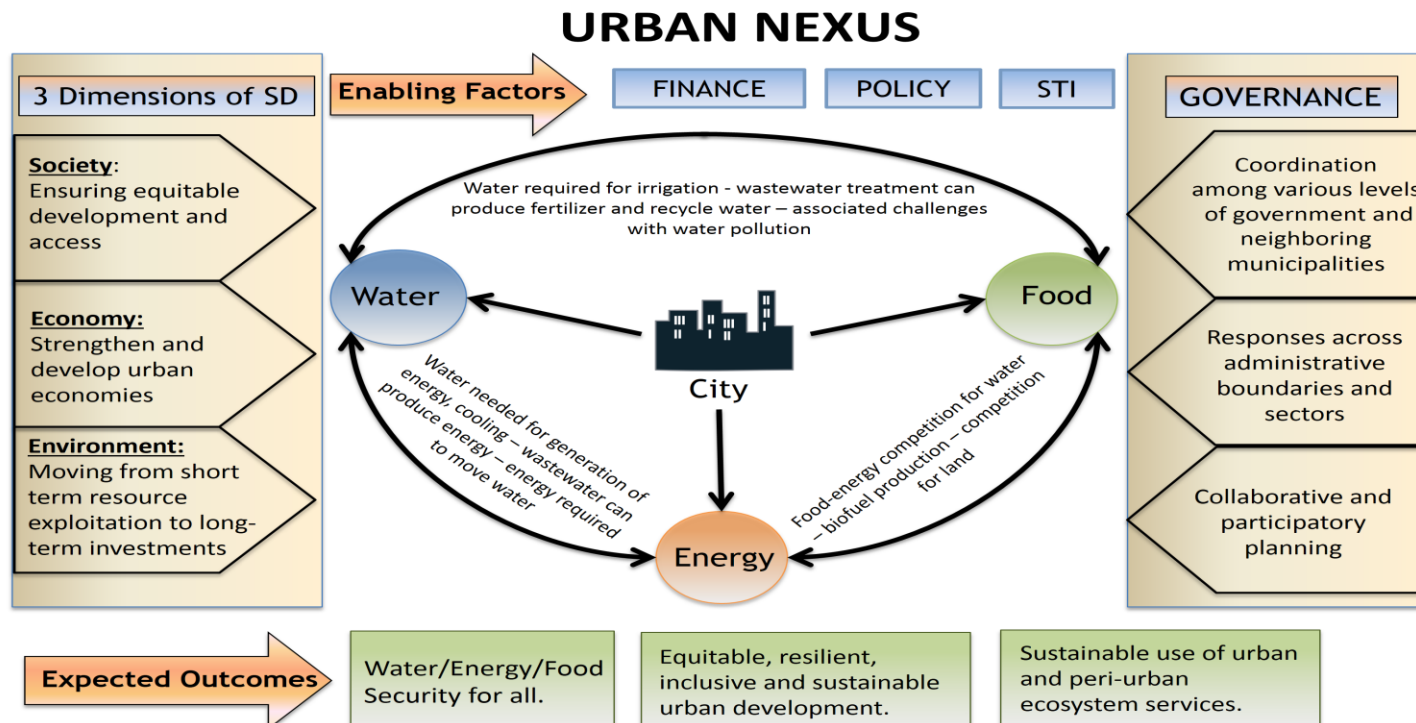 URBAN NEXUS
3 Dimensions of SD
Enabling Factors
FINANCE
POLICY
STI
GOVERNANCE
Society:
Ensuring equitable
development and
access
Economy:
Strengthen and
develop urban
economies
Environment:
Moving from short
term resource
exploitation to long-
term investments
Water required for irrigation - wastewater treatment can
produce fertilizer and recycle water – associated challenges
with water pollution
Water
Food
City
Energy
Water needed for generation of
energy, cooling – wastewater can
produce energy – energy required
to move water
Food-energy competition for water
– biofuel production – competition
for land
Coordination
among various levels
of government and
neighboring
municipalities
Responses across
administrative
boundaries and
sectors
Collaborative and
participatory
planning
Expected Outcomes
Water/Energy/Food
Security for all.
Equitable, resilient,
inclusive and sustainable
urban development.
Sustainable use of urban
and peri-urban
ecosystem services.